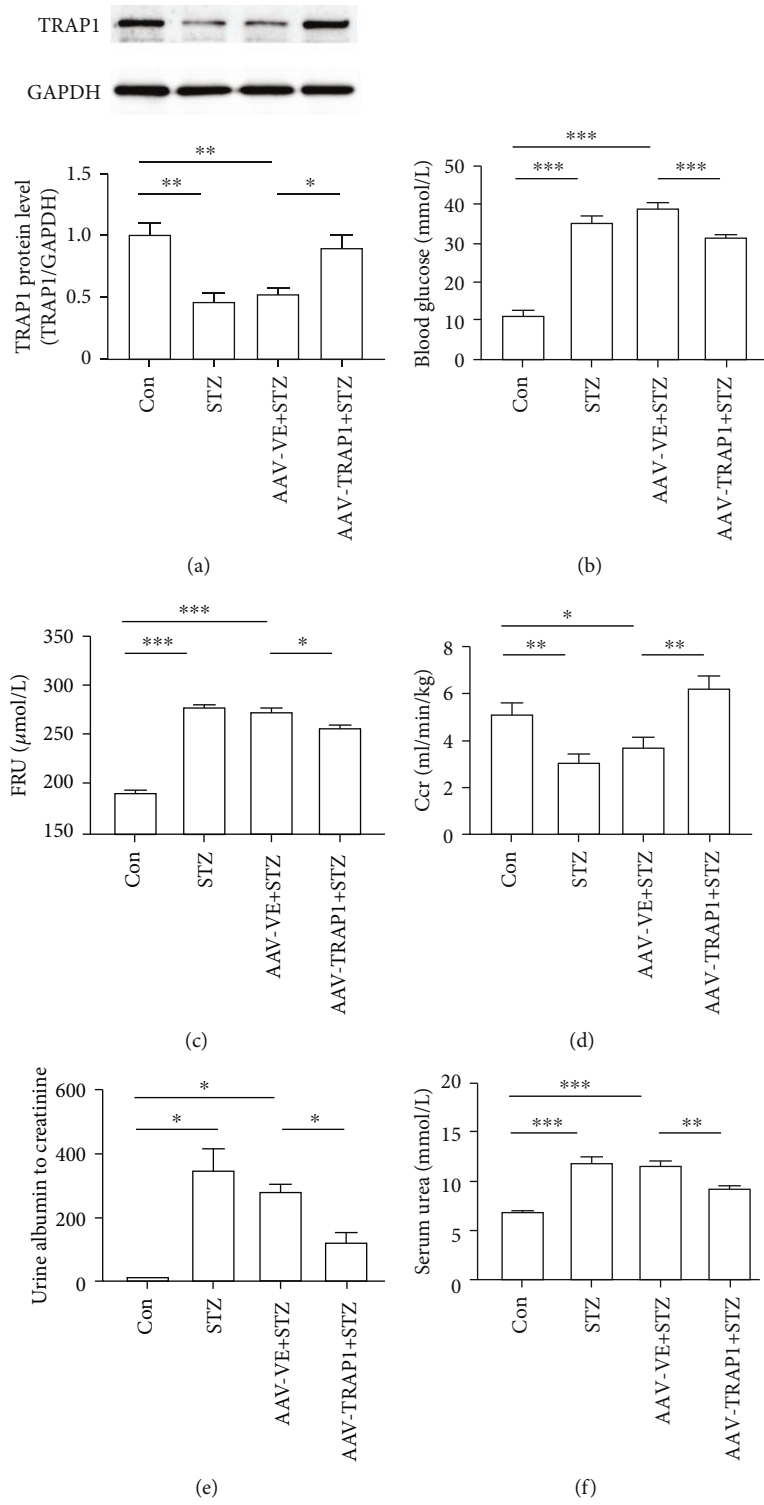 TRAP1
GAPDH
TRAP1 protein level
(TRAP1/GAPDH)
1.5
1.0
0.5
0
**
**
*
Con
STZ
AAV-VE+STZ
AAV-TRAP1+STZ
(a)
Blood glucose (mmol/L)
50
40
30
20
10
0
***
***
***
Con
STZ
AAV-VE+STZ
AAV-TRAP1+STZ
(b)
FRU (μmol/L)
350
300
250
200
150
***
***
*
Con
STZ
AAV-VE+STZ
AAV-TRAP1+STZ
(c)
Ccr (ml/min/kg)
8
6
4
2
0
*
**
**
Con
STZ
AAV-VE+STZ
AAV-TRAP1+STZ
(d)
Urine albumin to creatinine
600
400
200
0
*
*
*
Con
STZ
AAV-VE+STZ
AAV-TRAP1+STZ
(e)
Serum urea (mmol/L)
20
15
10
5
0
***
***
**
Con
STZ
AAV-VE+STZ
AAV-TRAP1+STZ
(f)